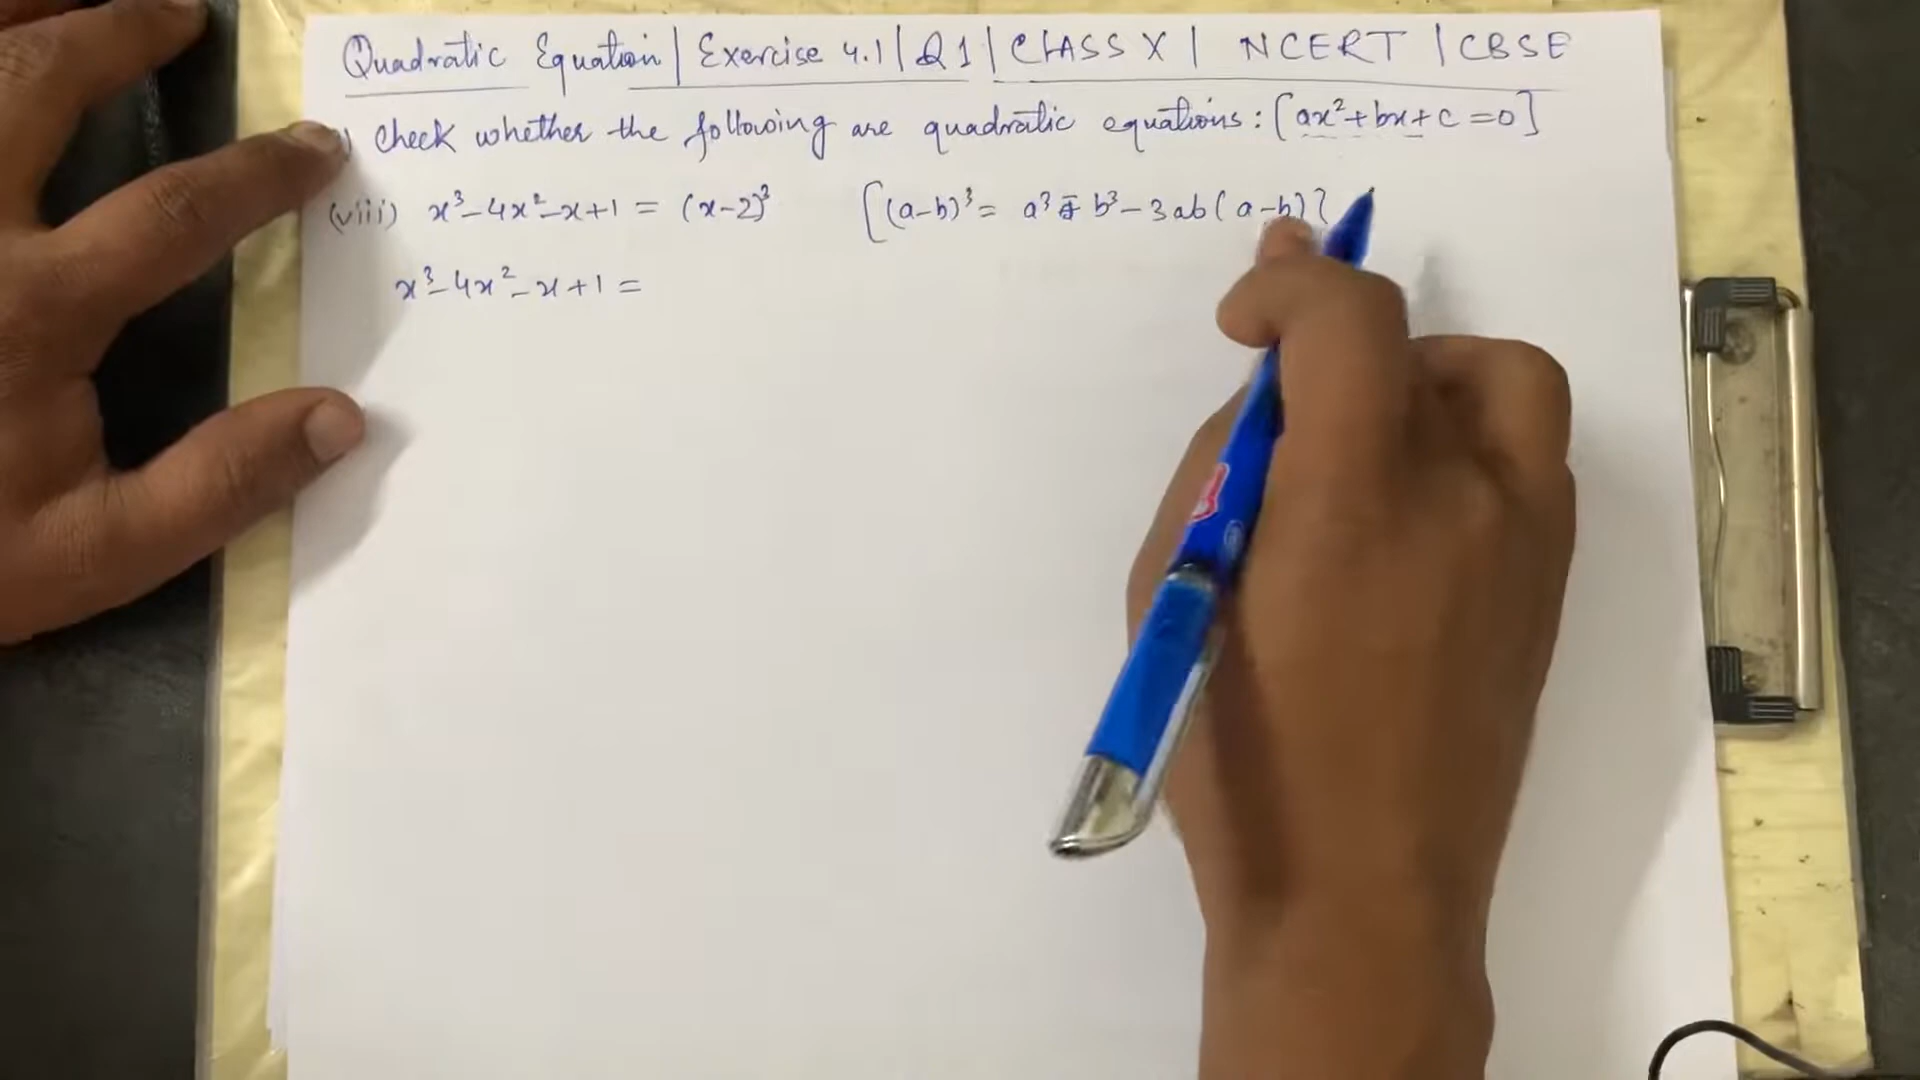 Quadratic Equation | Exercise 4.1 | Q1 | CLASS X | NCERT | CBSE
) Check whether the following are quadratic equations: [ax²+bx+c=0]
(viii) x³-4x²-x+1 = (x-2)³ [(a-b)³ = a³ - b³ - 3ab(a-b)]
x³-4x²-x+1 =